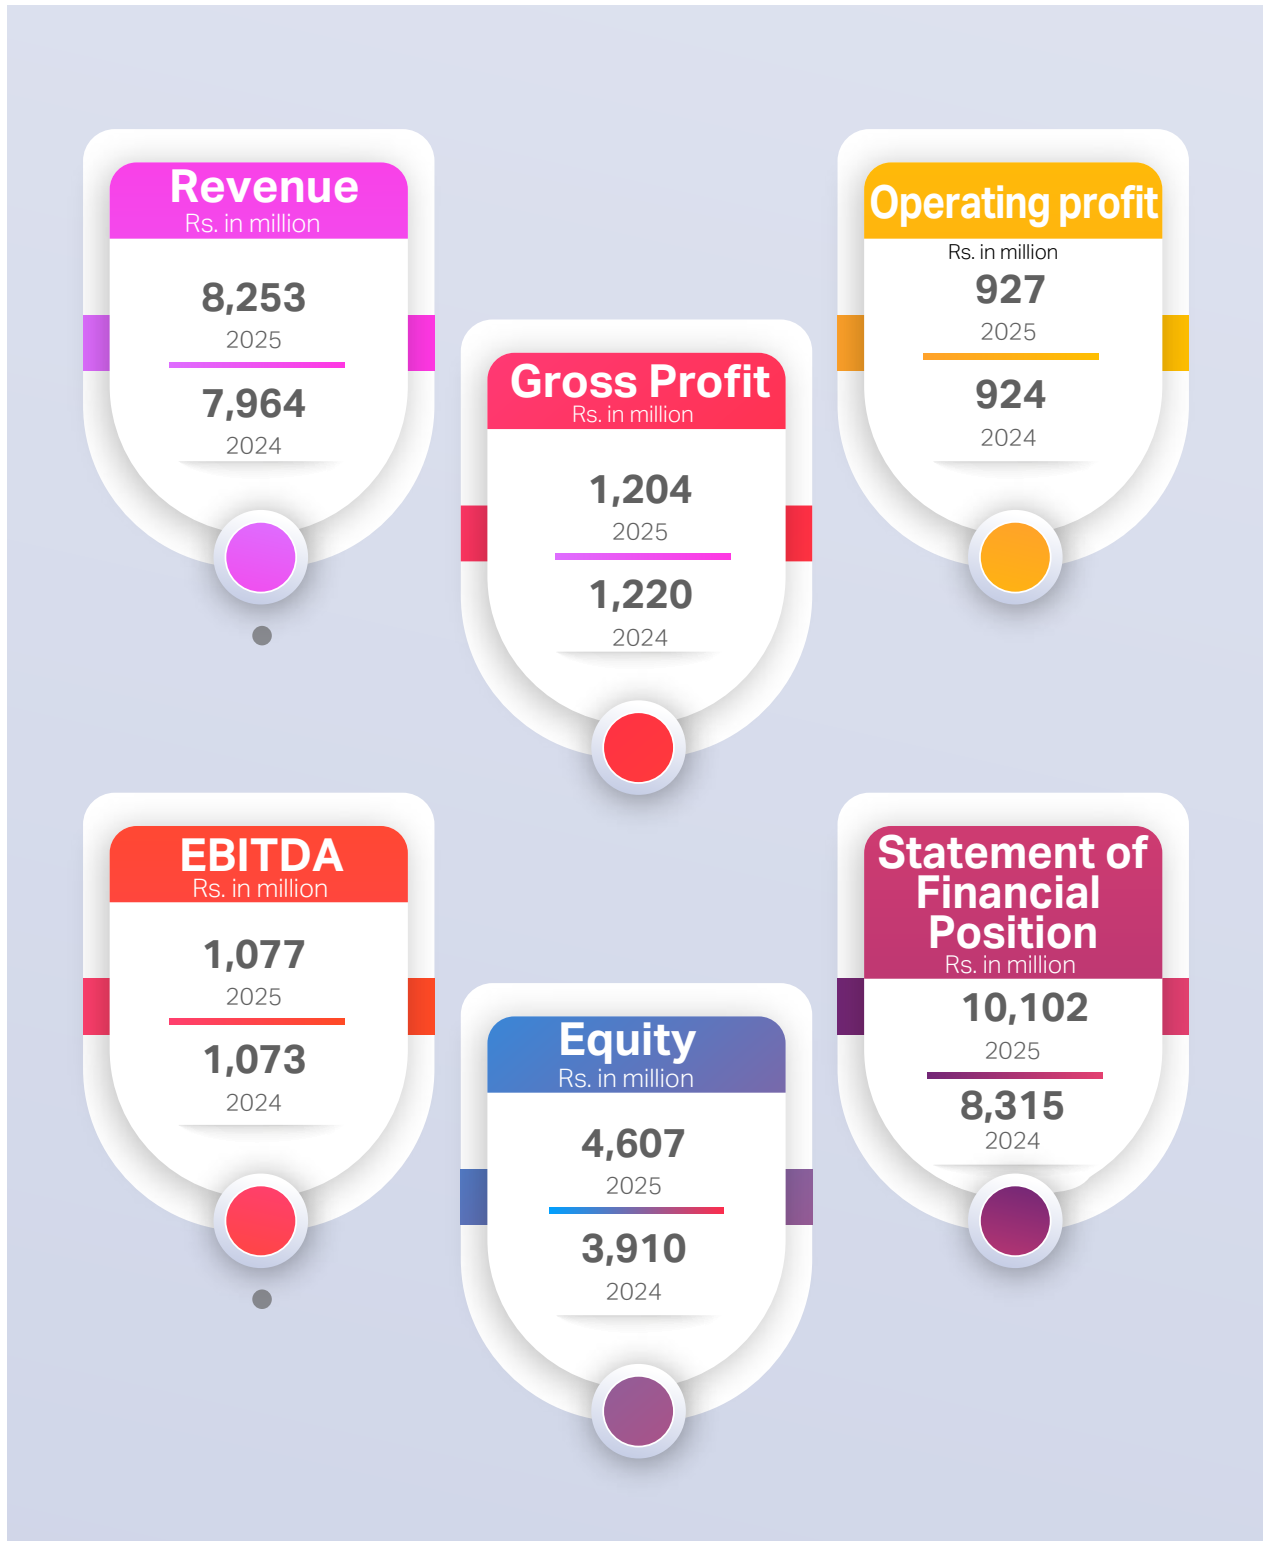 Revenue
Rs. in million
8,253
2025
7,964
2024
Gross Profit
Rs. in million
1,204
2025
1,220
2024
Operating profit
Rs. in million
927
2025
924
2024
EBITDA
Rs. in million
1,077
2025
1,073
2024
Equity
Rs. in million
4,607
2025
3,910
2024
Statement of
Financial
Position
Rs. in million
10,102
2025
8,315
2024